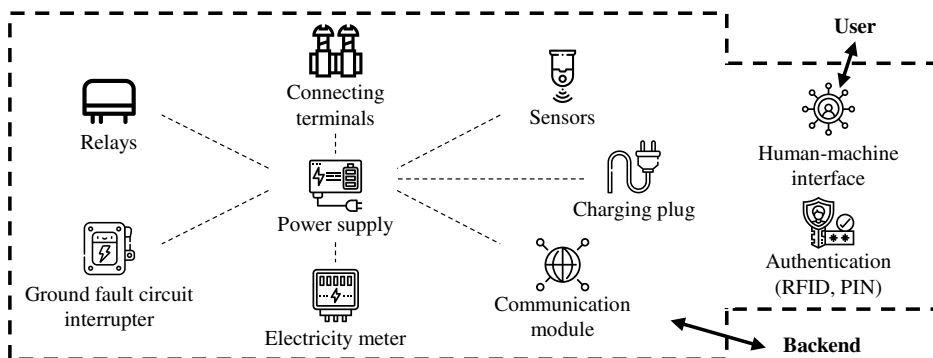 User
Connecting
terminals
Sensors
Relays
Human-machine
interface
Charging plug
Power supply
Authentication
(RFID, PIN)
Ground fault circuit
interrupter
Electricity meter
Communication
module
Backend